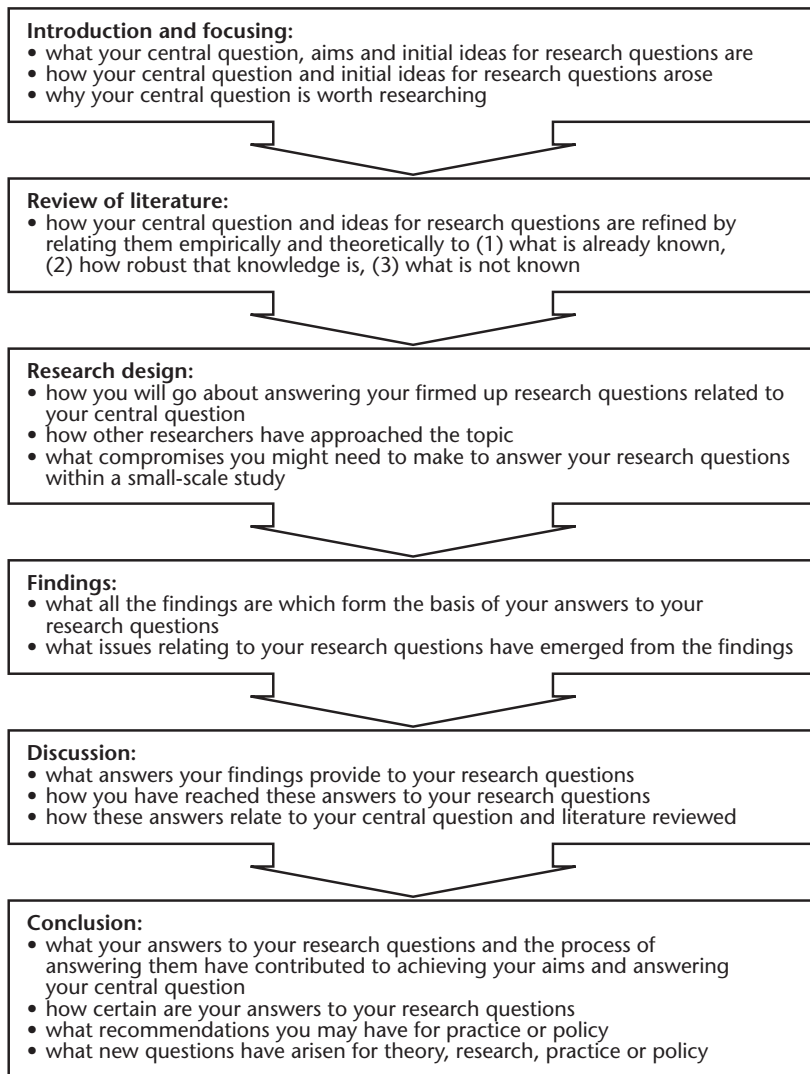 Introduction and focusing:
• what your central question, aims and initial ideas for research questions are
• how your central question and initial ideas for research questions arose
• why your central question is worth researching
Review of literature:
• how your central question and ideas for research questions are refined by
relating them empirically and theoretically to (1) what is already known,
(2) how robust that knowledge is, (3) what is not known
Research design:
• how you will go about answering your firmed up research questions related to
your central question
• how other researchers have approached the topic
• what compromises you might need to make to answer your research questions
within a small-scale study
Findings:
• what all the findings are which form the basis of your answers to your
research questions
• what issues relating to your research questions have emerged from the findings
Discussion:
• what answers your findings provide to your research questions
• how you have reached these answers to your research questions
• how these answers relate to your central question and literature reviewed
Conclusion:
• what your answers to your research questions and the process of
answering them have contributed to achieving your aims and answering
your central question
• how certain are your answers to your research questions
• what recommendations you may have for practice or policy
• what new questions have arisen for theory, research, practice or policy